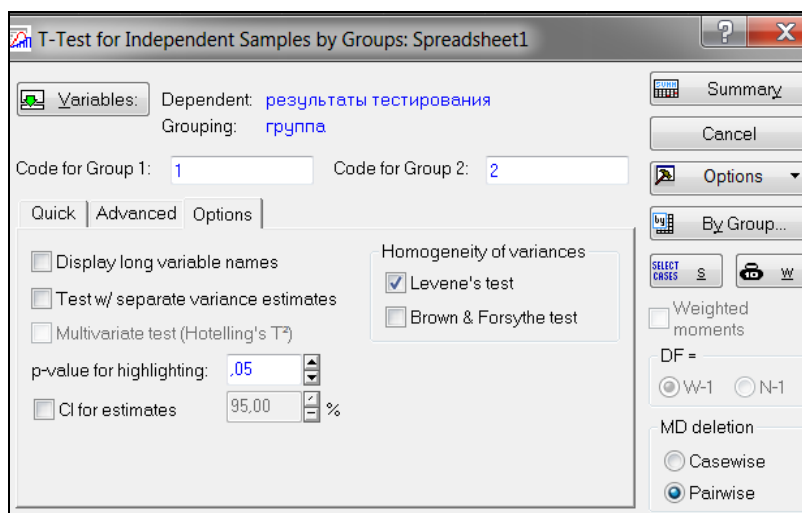 T-Test for Independent Samples by Groups: Spreadsheet1
? X
Variables: Dependent: результаты тестирования
Grouping: группа
Code for Group 1: 1 Code for Group 2: 2
Quick Advanced Options
Display long variable names
Test w/ separate variance estimates
Multivariate test (Hotelling's T²)
p-value for highlighting: ,05
CI for estimates 95,00 %
Homogeneity of variances
Levene's test
Brown & Forsythe test
SUMM Summary
Cancel
Options
by By Group...
SELECT CASES S W
Weighted
moments
DF =
W-1 N-1
MD deletion
Casewise
Pairwise